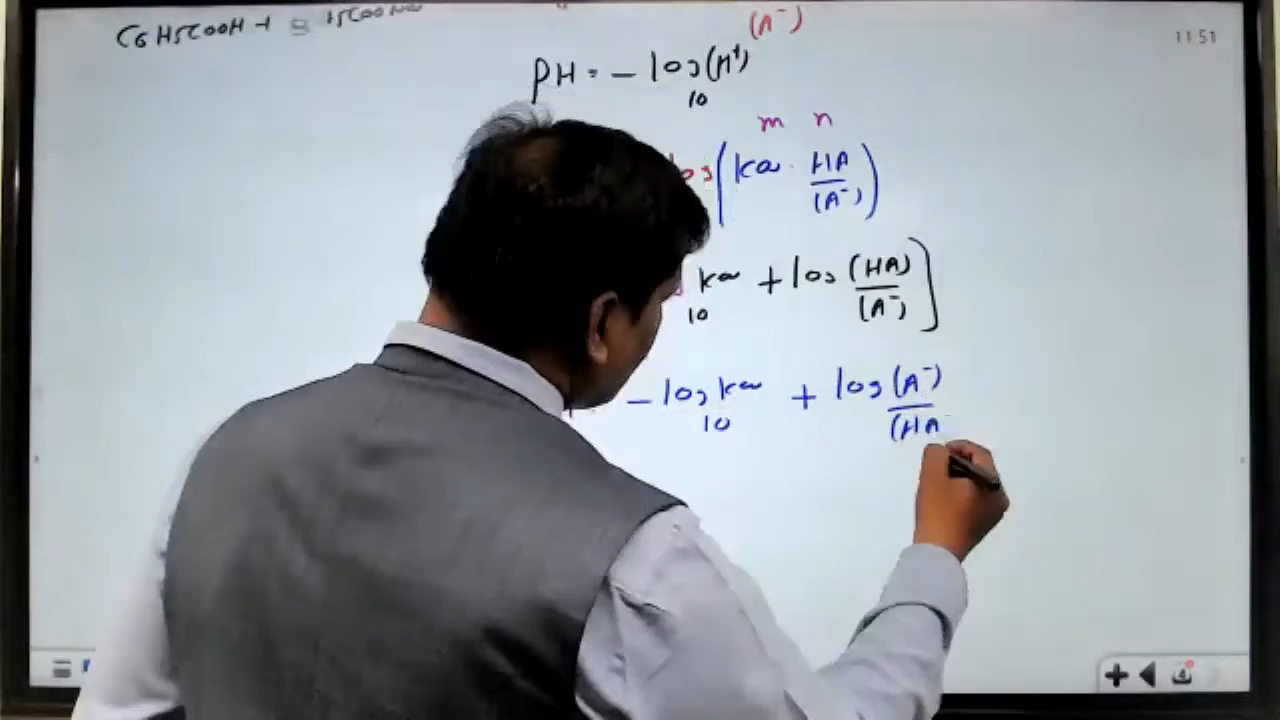 (A⁻)
C6H5COOH +
11 51
PH = - log(H⁺)
10
m n
(ka · HA
(A⁻))
ka + log (HA)
10 (A⁻) ]
- log ka + log (A⁻)
10 (HA